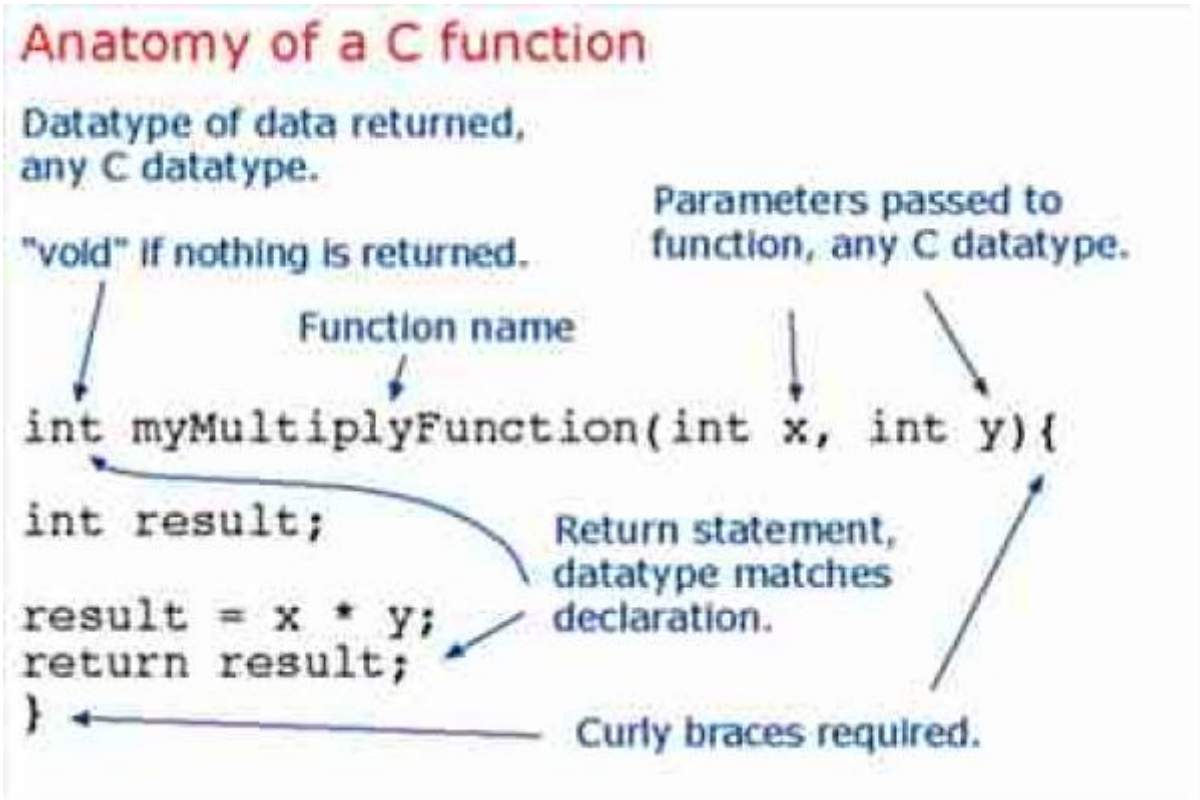 Anatomy of a C function
Datatype of data returned,
any C datatype.
"void" if nothing is returned.
Parameters passed to
function, any C datatype.
Function name
int myMultiplyFunction(int x, int y){
int result;
Return statement,
datatype matches
declaration.
result = x * y;
return result;
}
Curly braces required.